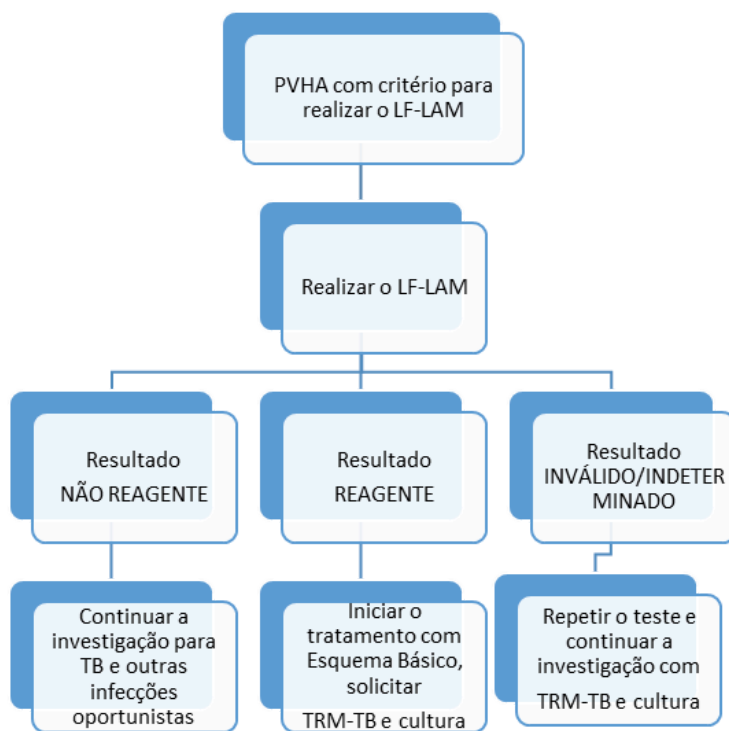 PVHA com critério para
realizar o LF-LAM
Realizar o LF-LAM
Resultado
NÃO REAGENTE
Resultado
REAGENTE
Resultado
INVÁLIDO/INDETER
MINADO
Continuar a
investigação para
TB e outras
infecções
oportunistas
Iniciar o
tratamento com
Esquema Básico,
solicitar
TRM-TB e cultura
Repetir o teste e
continuar a
investigação com
TRM-TB e cultura